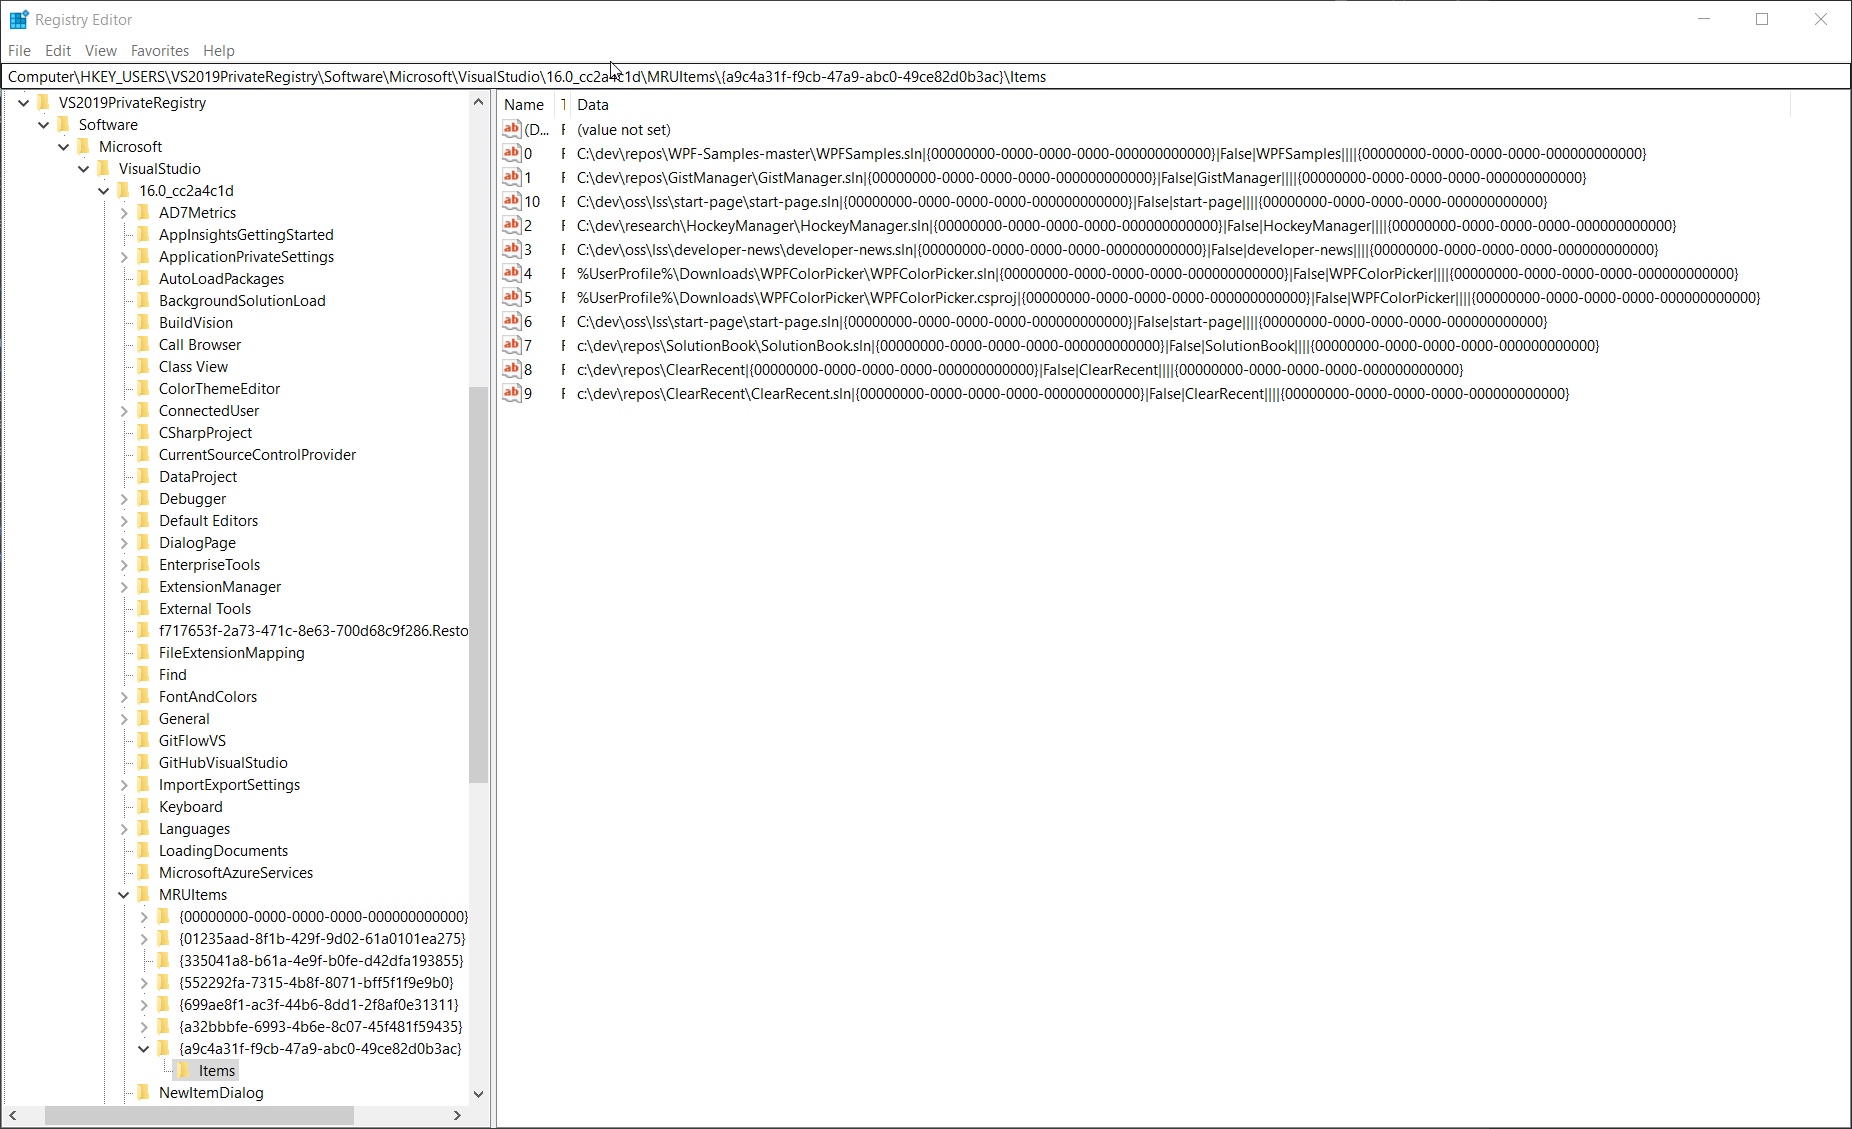 Registry Editor
File Edit View Favorites Help
Computer\HKEY_USERS\VS2019PrivateRegistry\Software\Microsoft\VisualStudio\16.0_cc2a4c1d\MRUItems\{a9c4a31f-f9cb-47a9-abc0-49ce82d0b3ac}\Items
VS2019PrivateRegistry
Software
Microsoft
VisualStudio
16.0_cc2a4c1d
AD7Metrics
AppInsightsGettingStarted
ApplicationPrivateSettings
AutoLoadPackages
BackgroundSolutionLoad
BuildVision
Call Browser
Class View
ColorThemeEditor
ConnectedUser
CSharpProject
CurrentSourceControlProvider
DataProject
Debugger
Default Editors
DialogPage
EnterpriseTools
ExtensionManager
External Tools
f717653f-2a73-471c-8e63-700d68c9f286.Resto
FileExtensionMapping
Find
FontAndColors
General
GitFlowVS
GitHubVisualStudio
ImportExportSettings
Keyboard
Languages
LoadingDocuments
MicrosoftAzureServices
MRUItems
{00000000-0000-0000-0000-000000000000}
{01235aad-8f1b-429f-9d02-61a0101ea275}
{335041a8-b61a-4e9f-b0fe-d42dfa193855}
{552292fa-7315-4b8f-8071-bff5f1f9e9b0}
{699ae8f1-ac3f-44b6-8dd1-2f8af0e31311}
{a32bbbfe-6993-4b6e-8c07-45f481f59435}
{a9c4a31f-f9cb-47a9-abc0-49ce82d0b3ac}
Items
NewItemDialog
Name Data
ab (D... (value not set)
ab 0 C:\dev\repos\WPF-Samples-master\WPFSamples.sln|{00000000-0000-0000-0000-000000000000}|False|WPFSamples||||{00000000-0000-0000-0000-000000000000}
ab 1 C:\dev\repos\GistManager\GistManager.sln|{00000000-0000-0000-0000-000000000000}|False|GistManager||||{00000000-0000-0000-0000-000000000000}
ab 10 C:\dev\oss\lss\start-page\start-page.sln|{00000000-0000-0000-0000-000000000000}|False|start-page||||{00000000-0000-0000-0000-000000000000}
ab 2 C:\dev\research\HockeyManager\HockeyManager.sln|{00000000-0000-0000-0000-000000000000}|False|HockeyManager||||{00000000-0000-0000-0000-000000000000}
ab 3 C:\dev\oss\lss\developer-news\developer-news.sln|{00000000-0000-0000-0000-000000000000}|False|developer-news||||{00000000-0000-0000-0000-000000000000}
ab 4 %UserProfile%\Downloads\WPFColorPicker\WPFColorPicker.sln|{00000000-0000-0000-0000-000000000000}|False|WPFColorPicker||||{00000000-0000-0000-0000-000000000000}
ab 5 %UserProfile%\Downloads\WPFColorPicker\WPFColorPicker.csproj|{00000000-0000-0000-0000-000000000000}|False|WPFColorPicker||||{00000000-0000-0000-0000-000000000000}
ab 6 C:\dev\oss\lss\start-page\start-page.sln|{00000000-0000-0000-0000-000000000000}|False|start-page||||{00000000-0000-0000-0000-000000000000}
ab 7 c:\dev\repos\SolutionBook\SolutionBook.sln|{00000000-0000-0000-0000-000000000000}|False|SolutionBook||||{00000000-0000-0000-0000-000000000000}
ab 8 c:\dev\repos\ClearRecent|{00000000-0000-0000-0000-000000000000}|False|ClearRecent||||{00000000-0000-0000-0000-000000000000}
ab 9 c:\dev\repos\ClearRecent\ClearRecent.sln|{00000000-0000-0000-0000-000000000000}|False|ClearRecent||||{00000000-0000-0000-0000-000000000000}